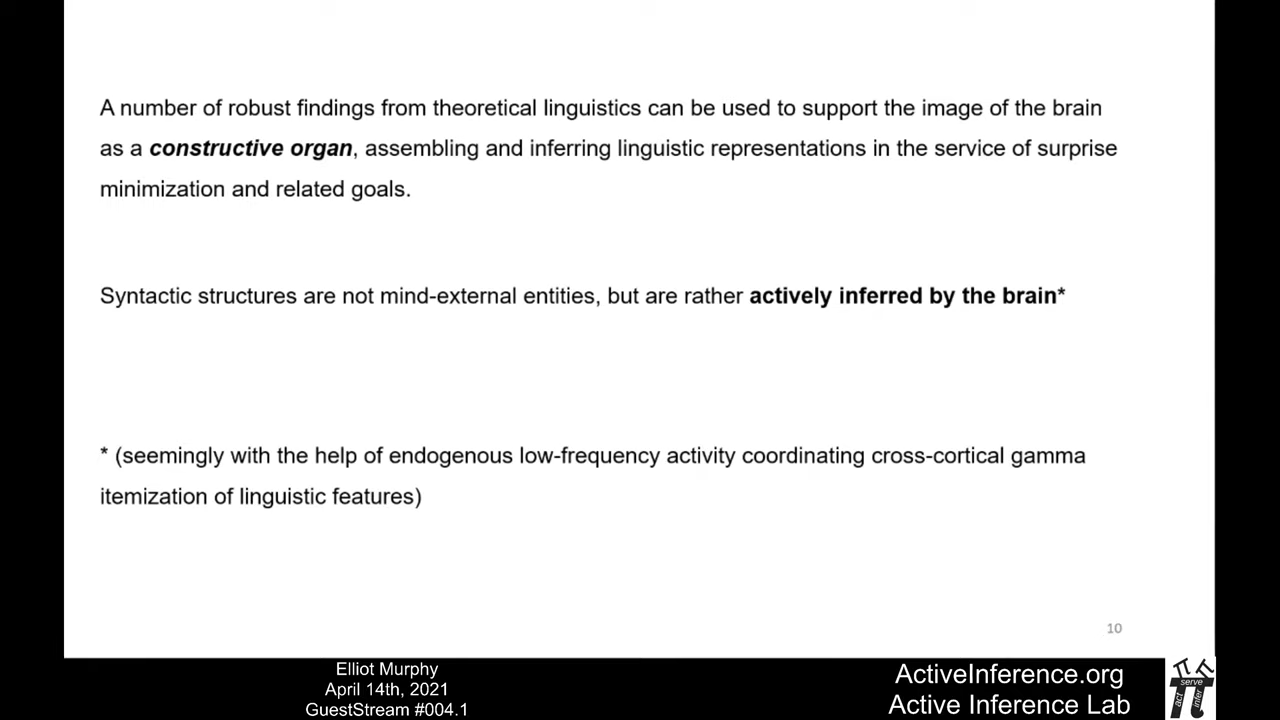 A number of robust findings from theoretical linguistics can be used to support the image of the brain
as a constructive organ, assembling and inferring linguistic representations in the service of surprise
minimization and related goals.
Syntactic structures are not mind-external entities, but are rather actively inferred by the brain*
* (seemingly with the help of endogenous low-frequency activity coordinating cross-cortical gamma
itemization of linguistic features)
10
Elliot Murphy
April 14th, 2021
GuestStream #004.1
ActiveInference.org
Active Inference Lab
serve
act
infer